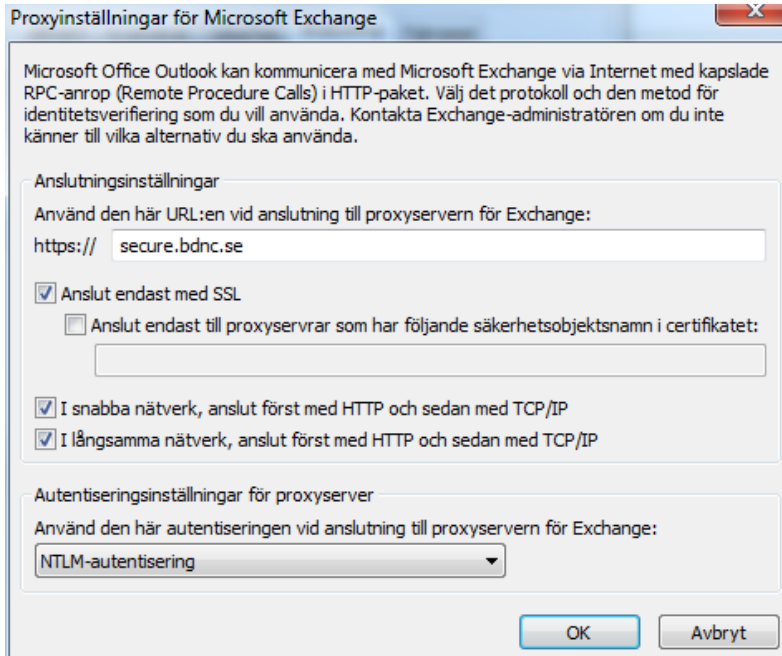 Proxyinställningar för Microsoft Exchange
Microsoft Office Outlook kan kommunicera med Microsoft Exchange via Internet med kapslade
RPC-anrop (Remote Procedure Calls) i HTTP-paket. Välj det protokoll och den metod för
identitetsverifiering som du vill använda. Kontakta Exchange-administratören om du inte
känner till vilka alternativ du ska använda.
Anslutningsinställningar
Använd den här URL:en vid anslutning till proxyservern för Exchange:
https:// secure.bdnc.se
Anslut endast med SSL
Anslut endast till proxyservrar som har följande säkerhetsobjektsnamn i certifikatet:
I snabba nätverk, anslut först med HTTP och sedan med TCP/IP
I långsamma nätverk, anslut först med HTTP och sedan med TCP/IP
Autentiseringsinställningar för proxyserver
Använd den här autentiseringen vid anslutning till proxyservern för Exchange:
NTLM-autentisering
OK Avbryt